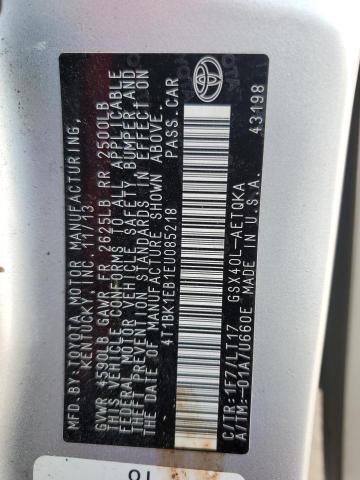 MFD. BY: TOYOTA MOTOR MANUFACTURING,
KENTUCKY, INC. 11/13
GVWR 4590LB GAWR FR 2625LB RR 2500LB
THIS VEHICLE CONFORMS TO ALL APPLICABLE
FEDERAL MOTOR VEHICLE SAFETY, BUMPER, AND
THEFT PREVENTION STANDARDS IN EFFECT ON
THE DATE OF MANUFACTURE SHOWN ABOVE.
4T1BK1EB1EU085218 PASS.CAR
C/TR:1F7/LT17 GSX40L-AETQKA
A/TM:-01A/U660E MADE IN U.S.A. 43198